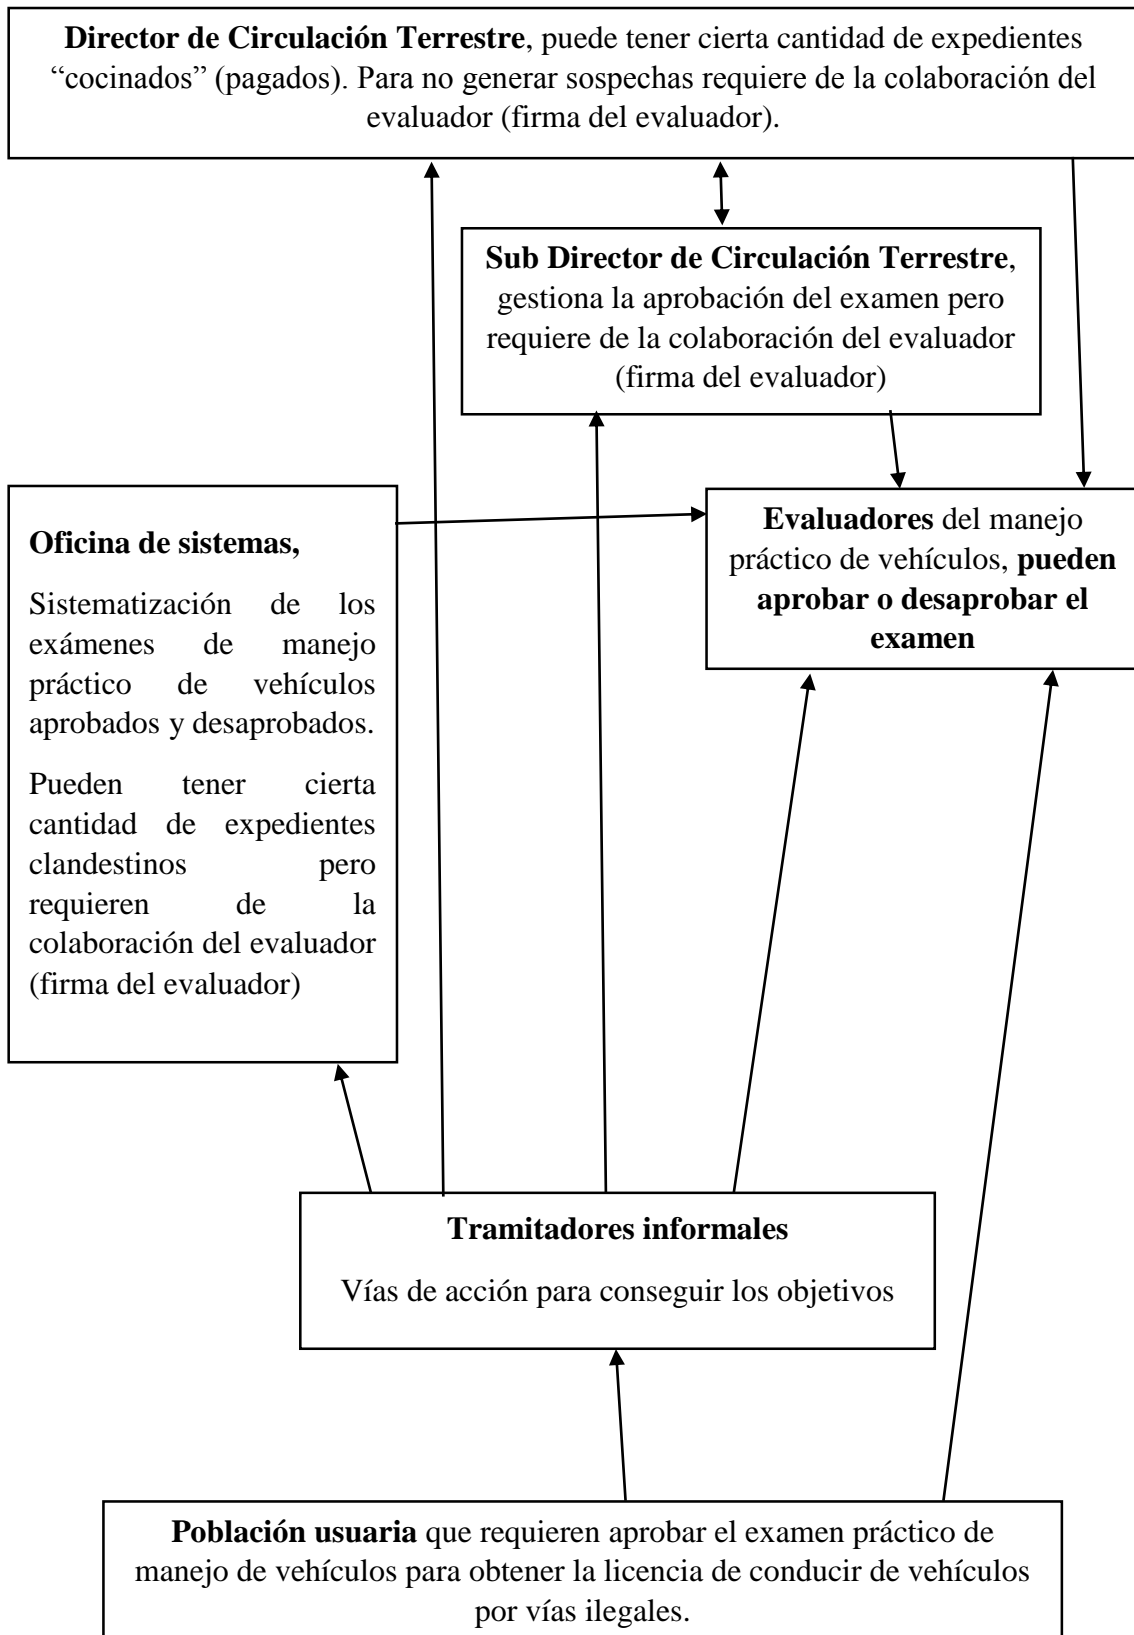 Director de Circulación Terrestre, puede tener cierta cantidad de expedientes
“cocinados” (pagados). Para no generar sospechas requiere de la colaboración del
evaluador (firma del evaluador).
Sub Director de Circulación Terrestre,
gestiona la aprobación del examen pero
requiere de la colaboración del evaluador
(firma del evaluador)
Oficina de sistemas,
Sistematización de los
exámenes de manejo
práctico de vehículos
aprobados y desaprobados.
Pueden tener cierta
cantidad de expedientes
clandestinos pero
requieren de la
colaboración del evaluador
(firma del evaluador)
Evaluadores del manejo
práctico de vehículos, pueden
aprobar o desaprobar el
examen
Tramitadores informales
Vías de acción para conseguir los objetivos
Población usuaria que requieren aprobar el examen práctico de
manejo de vehículos para obtener la licencia de conducir de vehículos
por vías ilegales.